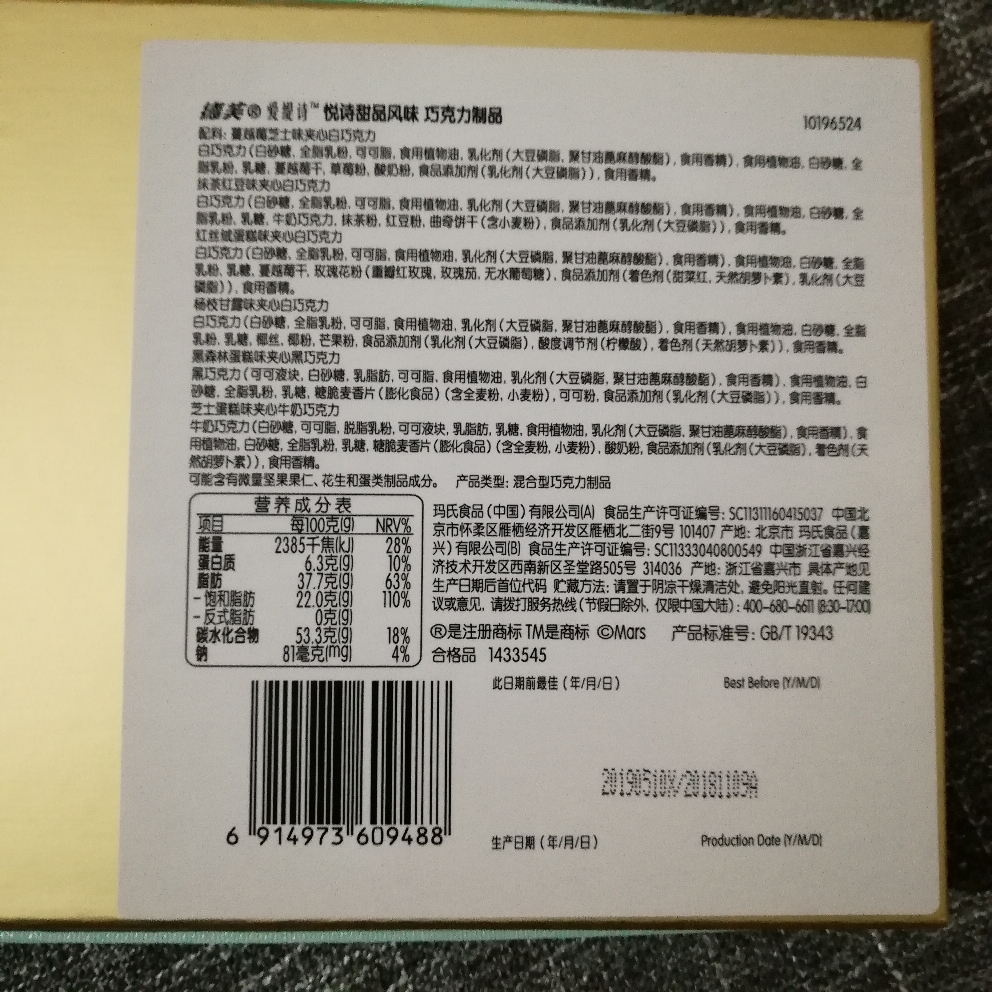 德芙® 爱缇诗™ 悦诗甜品风味 巧克力制品
10196524
配料: 蔓越莓芝士味夹心白巧克力
白巧克力(白砂糖, 全脂乳粉, 可可脂, 食用植物油, 乳化剂(大豆磷脂, 聚甘油蓖麻醇酸酯), 食用香精), 食用植物油, 白砂糖, 全
脂乳粉, 乳糖, 蔓越莓干, 草莓粉, 酸奶粉, 食品添加剂(乳化剂(大豆磷脂)), 食用香精。
抹茶红豆味夹心白巧克力
白巧克力(白砂糖, 全脂乳粉, 可可脂, 食用植物油, 乳化剂(大豆磷脂, 聚甘油蓖麻醇酸酯), 食用香精), 食用植物油, 白砂糖, 全
脂乳粉, 乳糖, 牛奶巧克力, 抹茶粉, 红豆粉, 曲奇饼干(含小麦粉), 食品添加剂(乳化剂(大豆磷脂)), 食用香精。
红丝绒蛋糕味夹心白巧克力
白巧克力(白砂糖, 全脂乳粉, 可可脂, 食用植物油, 乳化剂(大豆磷脂, 聚甘油蓖麻醇酸酯), 食用香精), 食用植物油, 白砂糖, 全脂
乳粉, 乳糖, 蔓越莓干, 玫瑰花粉(重瓣红玫瑰, 玫瑰茄, 无水葡萄糖), 食品添加剂(着色剂(甜菜红, 天然胡萝卜素), 乳化剂(大豆
磷脂)), 食用香精。
杨枝甘露味夹心白巧克力
白巧克力(白砂糖, 全脂乳粉, 可可脂, 食用植物油, 乳化剂(大豆磷脂, 聚甘油蓖麻醇酸酯), 食用香精), 食用植物油, 白砂糖, 全脂
乳粉, 乳糖, 椰丝, 椰粉, 芒果粉, 食品添加剂(乳化剂(大豆磷脂), 酸度调节剂(柠檬酸), 着色剂(天然胡萝卜素)), 食用香精。
黑森林蛋糕味夹心黑巧克力
黑巧克力(可可液块, 白砂糖, 乳脂肪, 可可脂, 食用植物油, 乳化剂(大豆磷脂, 聚甘油蓖麻醇酸酯), 食用香精), 食用植物油, 白
砂糖, 全脂乳粉, 乳糖, 糖脆麦香片(膨化食品)(含全麦粉, 小麦粉), 可可粉, 食品添加剂(乳化剂(大豆磷脂)), 食用香精。
芝士蛋糕味夹心牛奶巧克力
牛奶巧克力(白砂糖, 可可脂, 脱脂乳粉, 可可液块, 乳脂肪, 乳糖, 食用植物油, 乳化剂(大豆磷脂, 聚甘油蓖麻醇酸酯), 食用香精), 食
用植物油, 白砂糖, 全脂乳粉, 乳糖, 糖脆麦香片(膨化食品)(含全麦粉, 小麦粉), 酸奶粉, 食品添加剂(乳化剂(大豆磷脂), 着色剂(天
然胡萝卜素)), 食用香精。
可能含有微量坚果果仁、花生和蛋类制品成分。 产品类型: 混合型巧克力制品
营养成分表
项目 每100克(g) NRV%
能量 2385千焦(kJ) 28%
蛋白质 6.3克(g) 10%
脂肪 37.7克(g) 63%
- 饱和脂肪 22.0克(g) 110%
- 反式脂肪 0克(g)
碳水化合物 53.3克(g) 18%
钠 81毫克(mg) 4%
玛氏食品(中国)有限公司(A) 食品生产许可证编号: SC11311160415037 中国北
京市怀柔区雁栖经济开发区雁栖北二街9号 101407 产地: 北京市 玛氏食品(嘉
兴)有限公司(B) 食品生产许可证编号: SC11333040800549 中国浙江省嘉兴经
济技术开发区西南新区圣堂路505号 314036 产地: 浙江省嘉兴市 具体产地见
生产日期后首位代码 贮藏方法: 请置于阴凉干燥清洁处, 避免阳光直射。任何建
议或意见, 请拨打服务热线(节假日除外, 仅限中国大陆): 400-680-6611 (8:30-17:00)
®是注册商标 TM是商标 ©Mars 产品标准号: GB/T 19343
合格品 1433545
此日期前最佳(年/月/日) Best Before (Y/M/D)
20190510X/20181109A
生产日期(年/月/日) Production Date (Y/M/D)
6 914973 609488